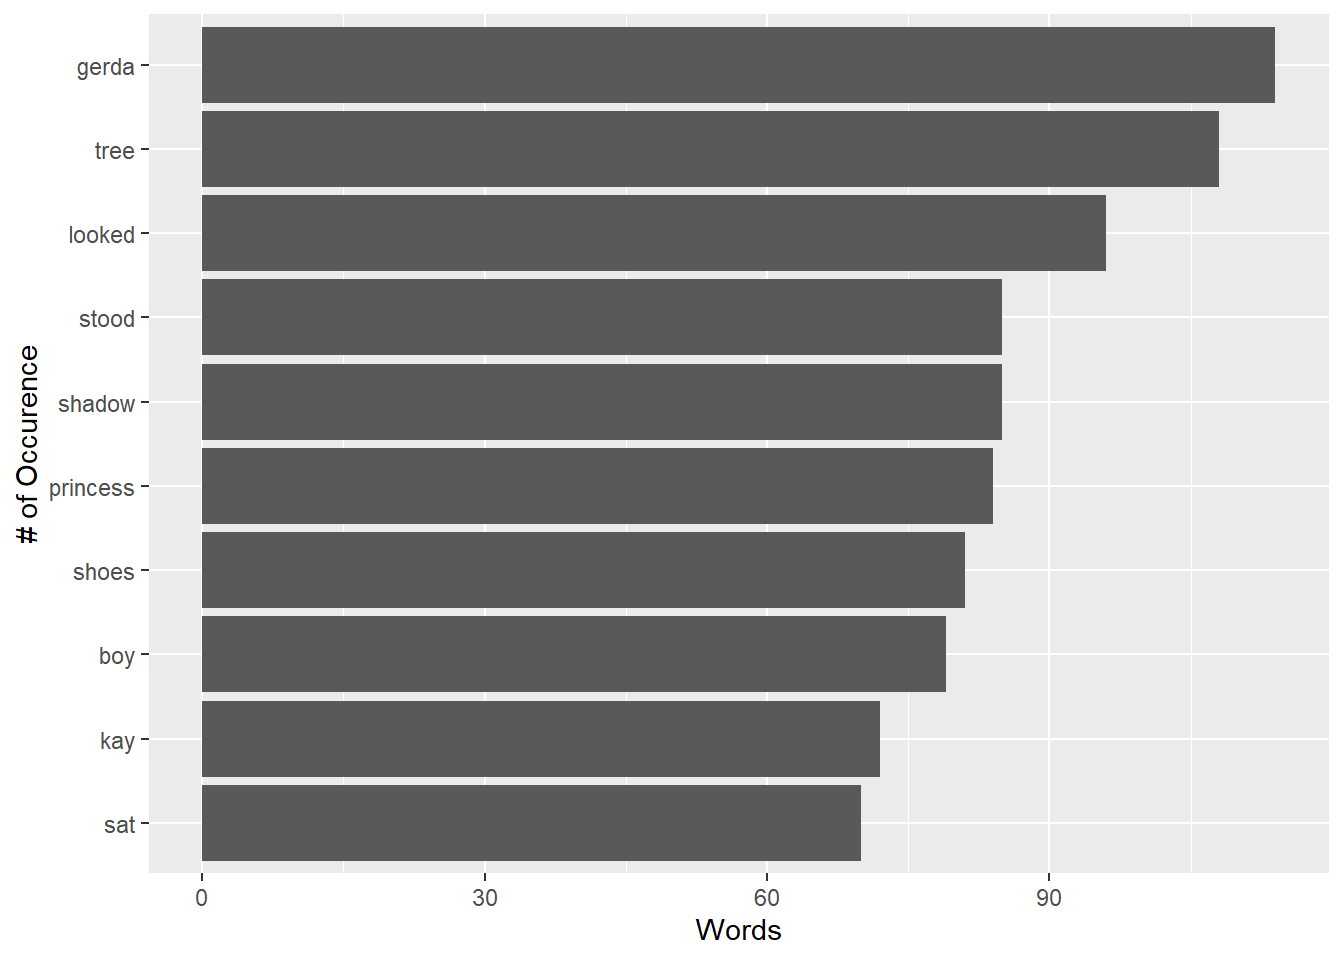 gerda
tree
looked
stood
shadow
princess
shoes
boy
kay
sat
# of Occurence
0 30 60 90
Words